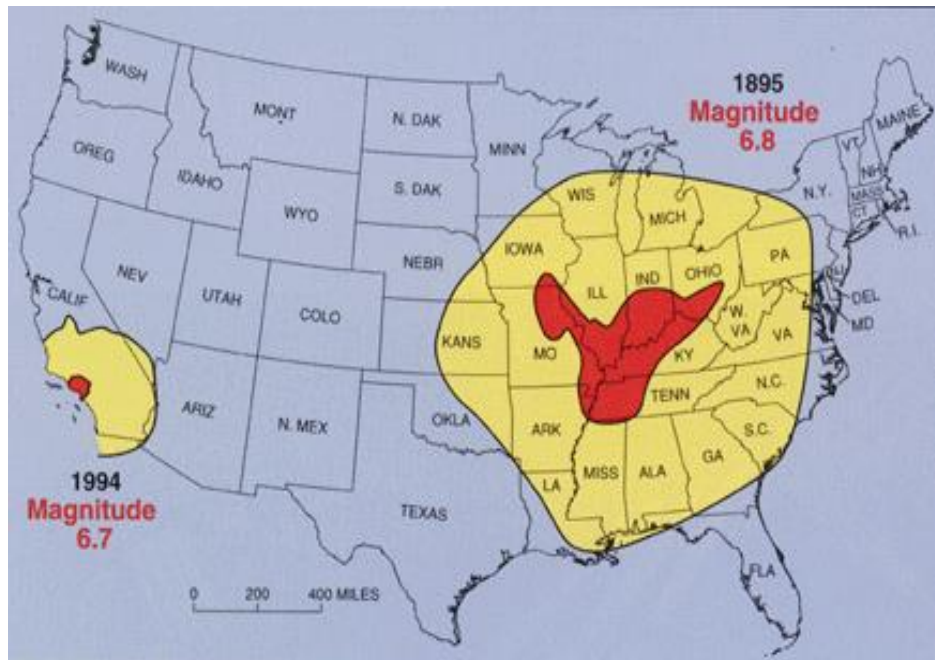 WASH
MONT
N. DAK
MINN
1895
Magnitude
6.8
MAINE
VT
NH
MASS
CT
R.I.
OREG
IDAHO
S. DAK
WIS
MICH
N.Y.
WYO
IOWA
NEBR
PA
NEV
UTAH
COLO
ILL
IND
OHIO
NJ
DEL
MD
CALIF
KANS
MO
W.
VA
VA
KY
ARIZ
N. MEX
OKLA
ARK
TENN
N.C.
S.C.
1994
Magnitude
6.7
TEXAS
LA
MISS
ALA
GA
FLA
0 200 400 MILES